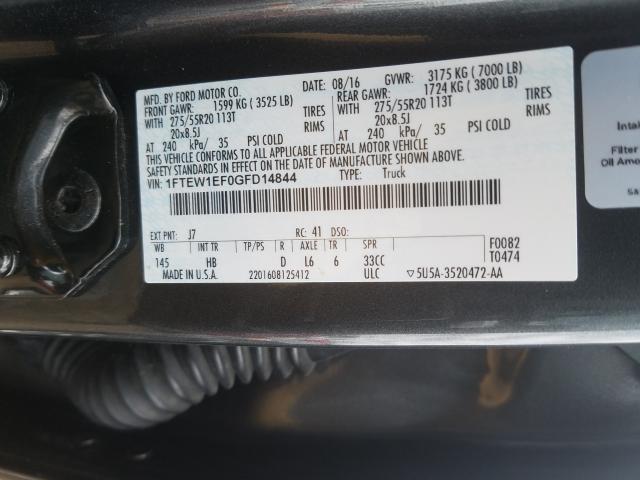 MFD. BY FORD MOTOR CO.
DATE: 08/16 GVWR: 3175 KG ( 7000 LB)
FRONT GAWR: 1599 KG ( 3525 LB) REAR GAWR: 1724 KG ( 3800 LB)
WITH 275/55R20 113T TIRES WITH 275/55R20 113T TIRES
20x8.5J RIMS 20x8.5J RIMS
AT 240 kPa/ 35 PSI COLD AT 240 kPa/ 35 PSI COLD
THIS VEHICLE CONFORMS TO ALL APPLICABLE FEDERAL MOTOR VEHICLE
SAFETY STANDARDS IN EFFECT ON THE DATE OF MANUFACTURE SHOWN ABOVE.
VIN: 1FTEW1EF0GFD14844 TYPE: Truck
EXT PNT: J7 RC: 41 DSO:
WB INT TR TP/PS R AXLE TR SPR F0082
145 HB D L6 6 33CC T0474
MADE IN U.S.A. 2201608125412 ULC ▽5U5A-3520472-AA
Filter
Oil